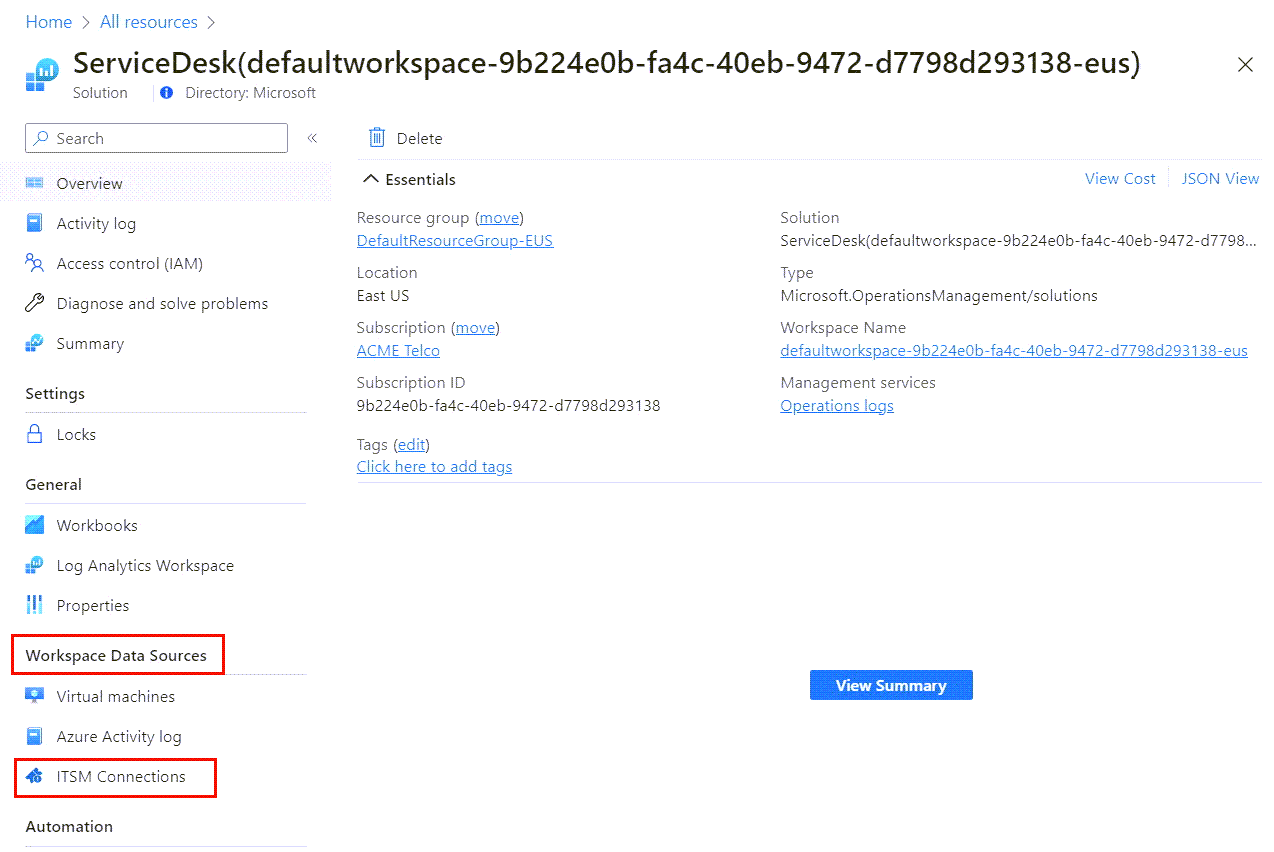 Home > All resources >
ServiceDesk(defaultworkspace-9b224e0b-fa4c-40eb-9472-d7798d293138-eus)
Solution
Directory: Microsoft
Search
«
Overview
Activity log
Access control (IAM)
Diagnose and solve problems
Summary
Settings
Locks
General
Workbooks
Log Analytics Workspace
Properties
Workspace Data Sources
Virtual machines
Azure Activity log
ITSM Connections
Automation
Delete
Essentials
View Cost
JSON View
Resource group (move)
DefaultResourceGroup-EUS
Location
East US
Subscription (move)
ACME Telco
Subscription ID
9b224e0b-fa4c-40eb-9472-d7798d293138
Tags (edit)
Click here to add tags
Solution
ServiceDesk(defaultworkspace-9b224e0b-fa4c-40eb-9472-d7798...
Type
Microsoft.OperationsManagement/solutions
Workspace Name
defaultworkspace-9b224e0b-fa4c-40eb-9472-d7798d293138-eus
Management services
Operations logs
View Summary